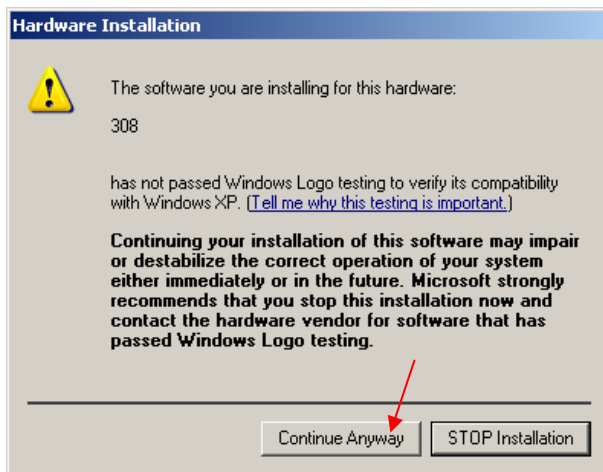 Hardware Installation
The software you are installing for this hardware:
308
has not passed Windows Logo testing to verify its compatibility
with Windows XP. (Tell me why this testing is important.)
Continuing your installation of this software may impair
or destabilize the correct operation of your system
either immediately or in the future. Microsoft strongly
recommends that you stop this installation now and
contact the hardware vendor for software that has
passed Windows Logo testing.
Continue Anyway STOP Installation